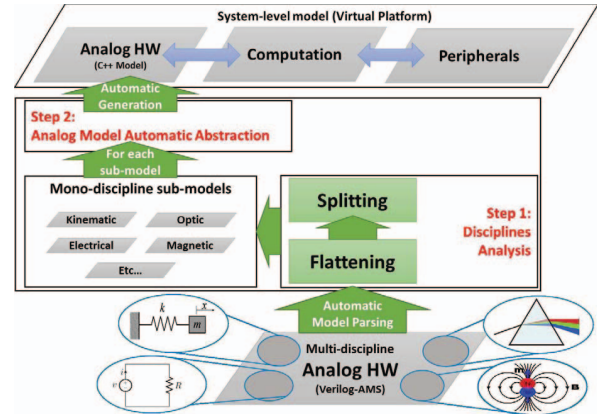 System-level model (Virtual Platform)
Analog HW
(C++ Model)
Computation
Peripherals
Automatic
Generation
Step 2:
Analog Model Automatic Abstraction
For each
sub-model
Mono-discipline sub-models
Kinematic
Optic
Electrical
Magnetic
Etc...
Splitting
Flattening
Step 1:
Disciplines
Analysis
Automatic
Model Parsing
k
x
m
i
v
R
Multi-discipline
Analog HW
(Verilog-AMS)
m
B